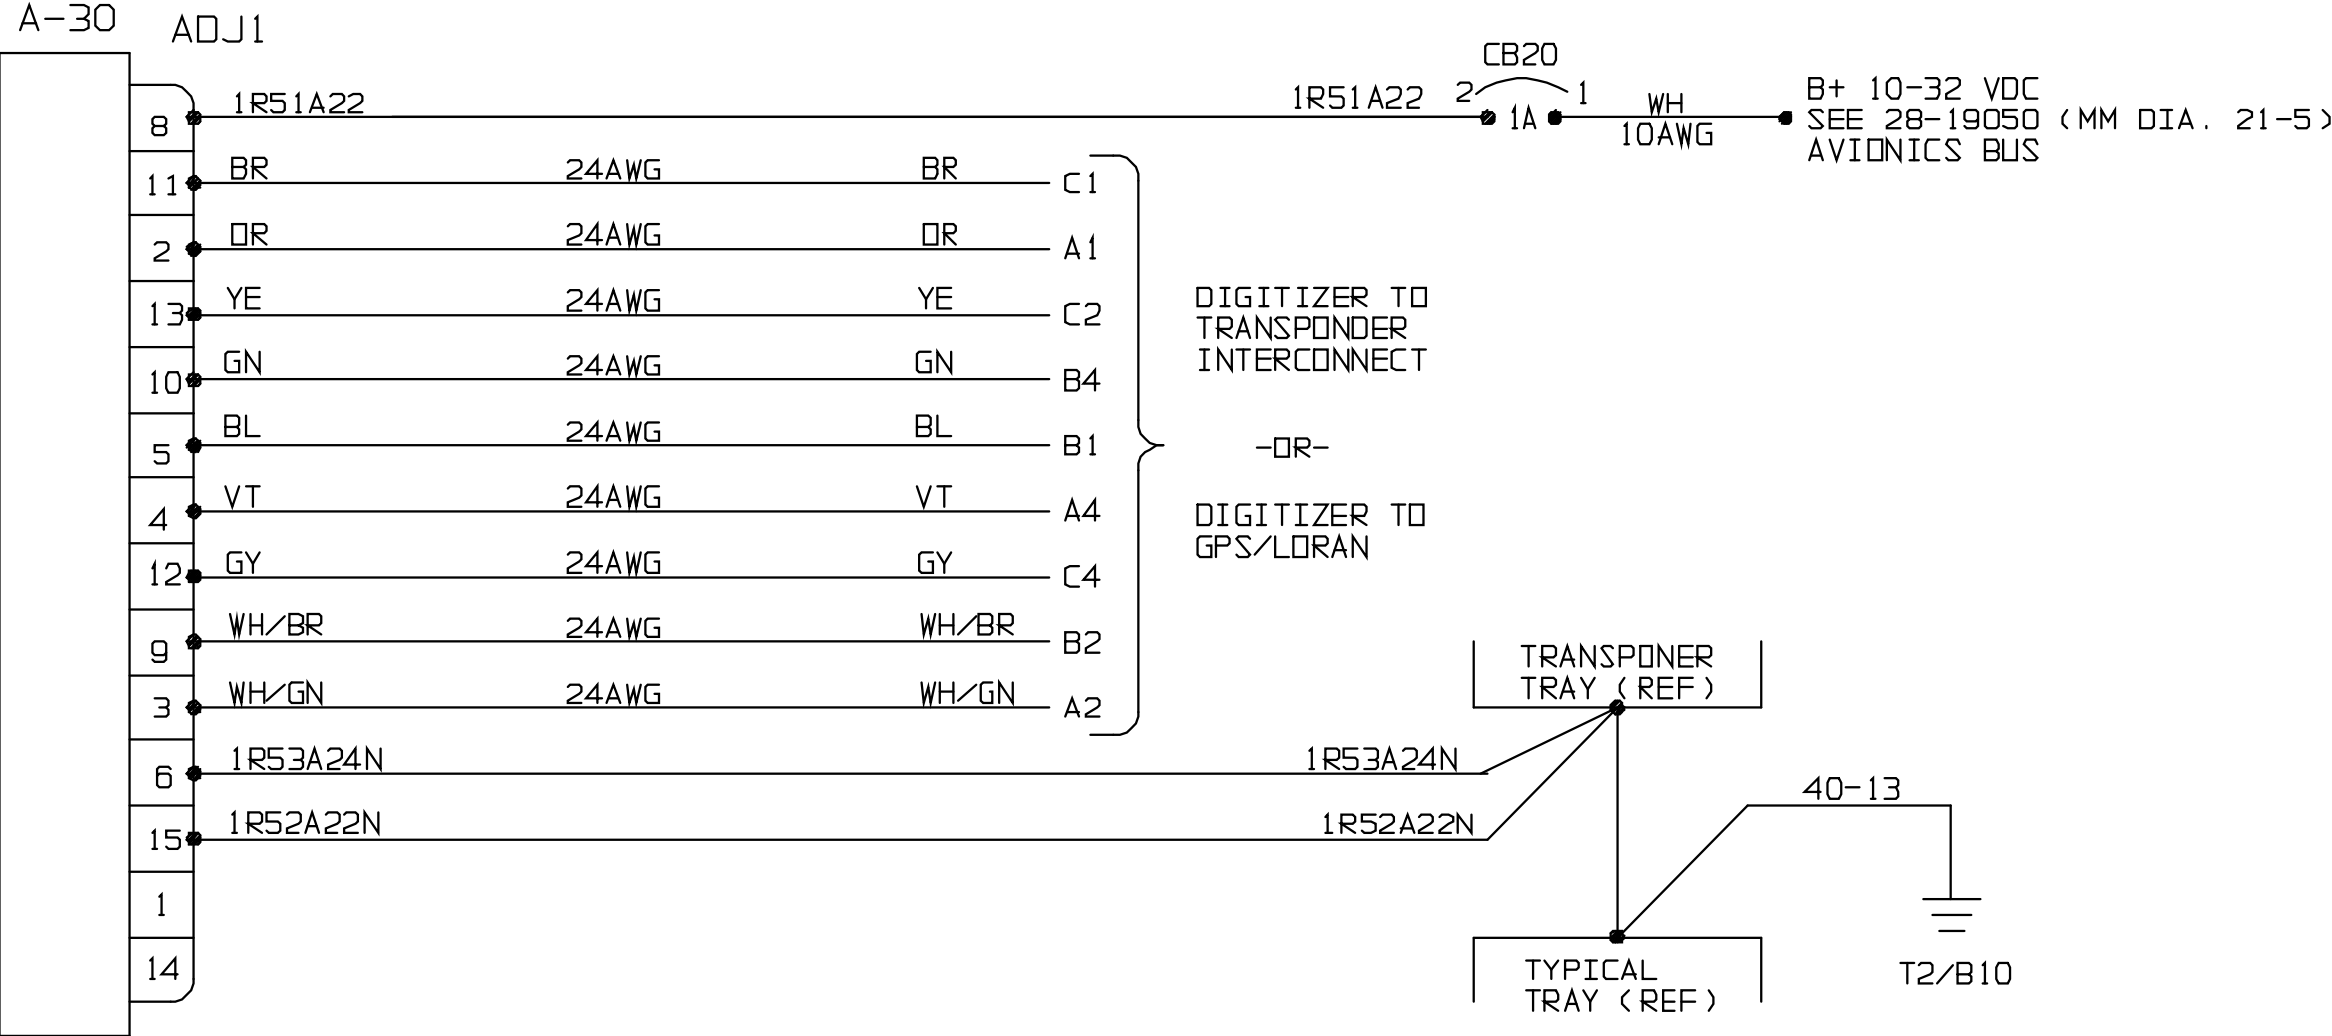 A-30
ADJ1
CB20
8 1R51A22 1R51A22 2 1A 1 WH
10AWG
B+ 10-32 VDC
SEE 28-19050 (MM DIA. 21-5)
AVIONICS BUS
11 BR 24AWG BR C1
2 OR 24AWG OR A1
13 YE 24AWG YE C2
10 GN 24AWG GN B4
5 BL 24AWG BL B1
4 VT 24AWG VT A4
12 GY 24AWG GY C4
9 WH/BR 24AWG WH/BR B2
3 WH/GN 24AWG WH/GN A2
DIGITIZER TO
TRANSPONDER
INTERCONNECT
-OR-
DIGITIZER TO
GPS/LORAN
TRANSPONER
TRAY (REF)
6 1R53A24N 1R53A24N
15 1R52A22N 1R52A22N
40-13
1
14
TYPICAL
TRAY (REF)
T2/B10